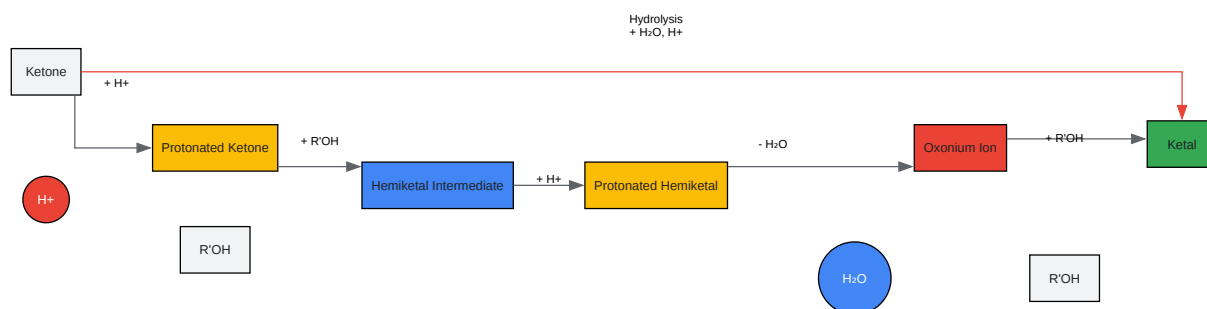 Hydrolysis
+ H₂O, H+
Ketone
+ H+
Protonated Ketone
+ R'OH
Hemiketal Intermediate
+ H+
Protonated Hemiketal
- H₂O
Oxonium Ion
+ R'OH
Ketal
H+
R'OH
H₂O
R'OH